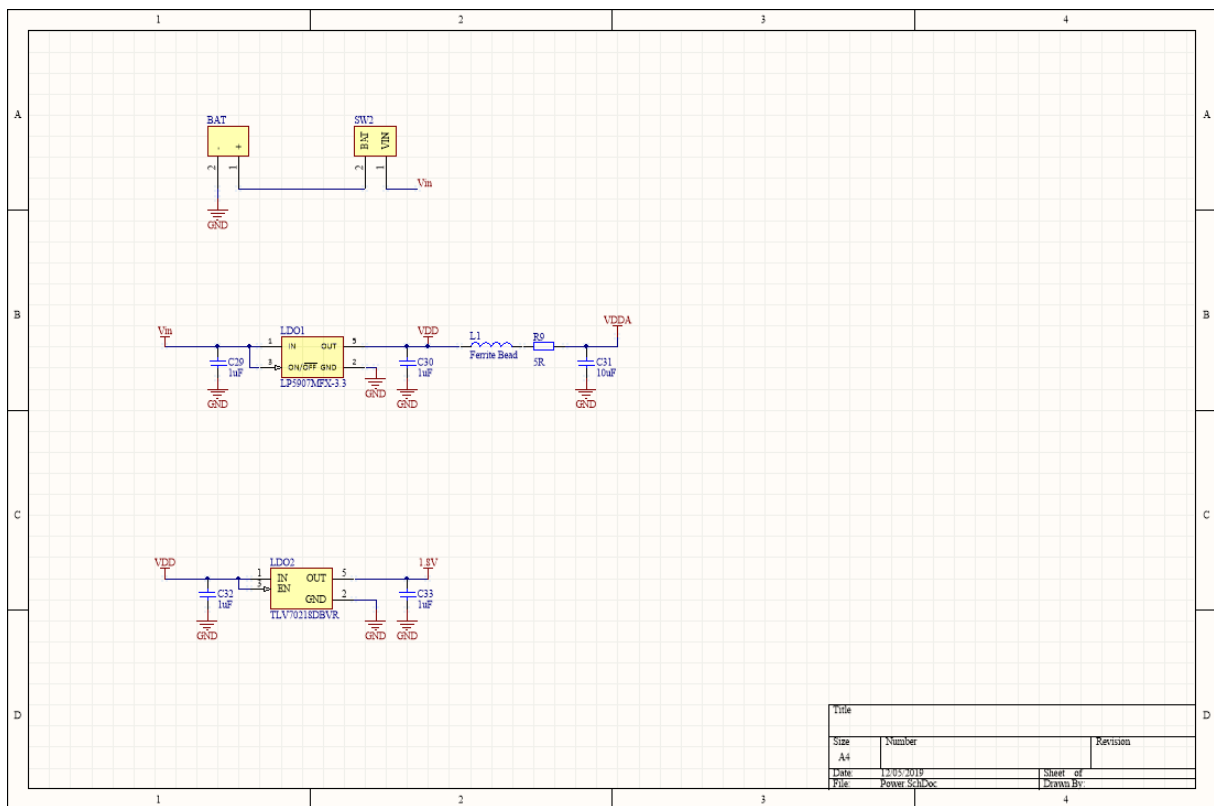 1 2 3 4
A A
BAT SW2
- + BAT VIN
2 1 2 1
Vin
GND
B B
Vin LDO1 VDD L1 R9 VDDA
1 IN OUT 5
Ferrite Bead 5R
C29 1uF
3 ON/OFF GND 2
C30 1uF
C31 10uF
LP5907MFX-3.3
GND GND GND GND
C C
VDD LDO2 1.8V
1 IN OUT 5
3 EN
C32 1uF
GND 2
C33 1uF
TLV70218DBVR
GND GND GND
D D
Title
Size Number Revision
A4
Date: 12/05/2019 Sheet of
File: Power.SchDoc Drawn By:
1 2 3 4